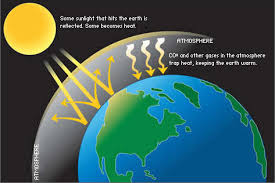 Some sunlight that hits the earth is
reflected. Some becomes heat.
ATMOSPHERE
CO² and other gases in the atmosphere
trap heat, keeping the earth warm.
ATMOSPHERE